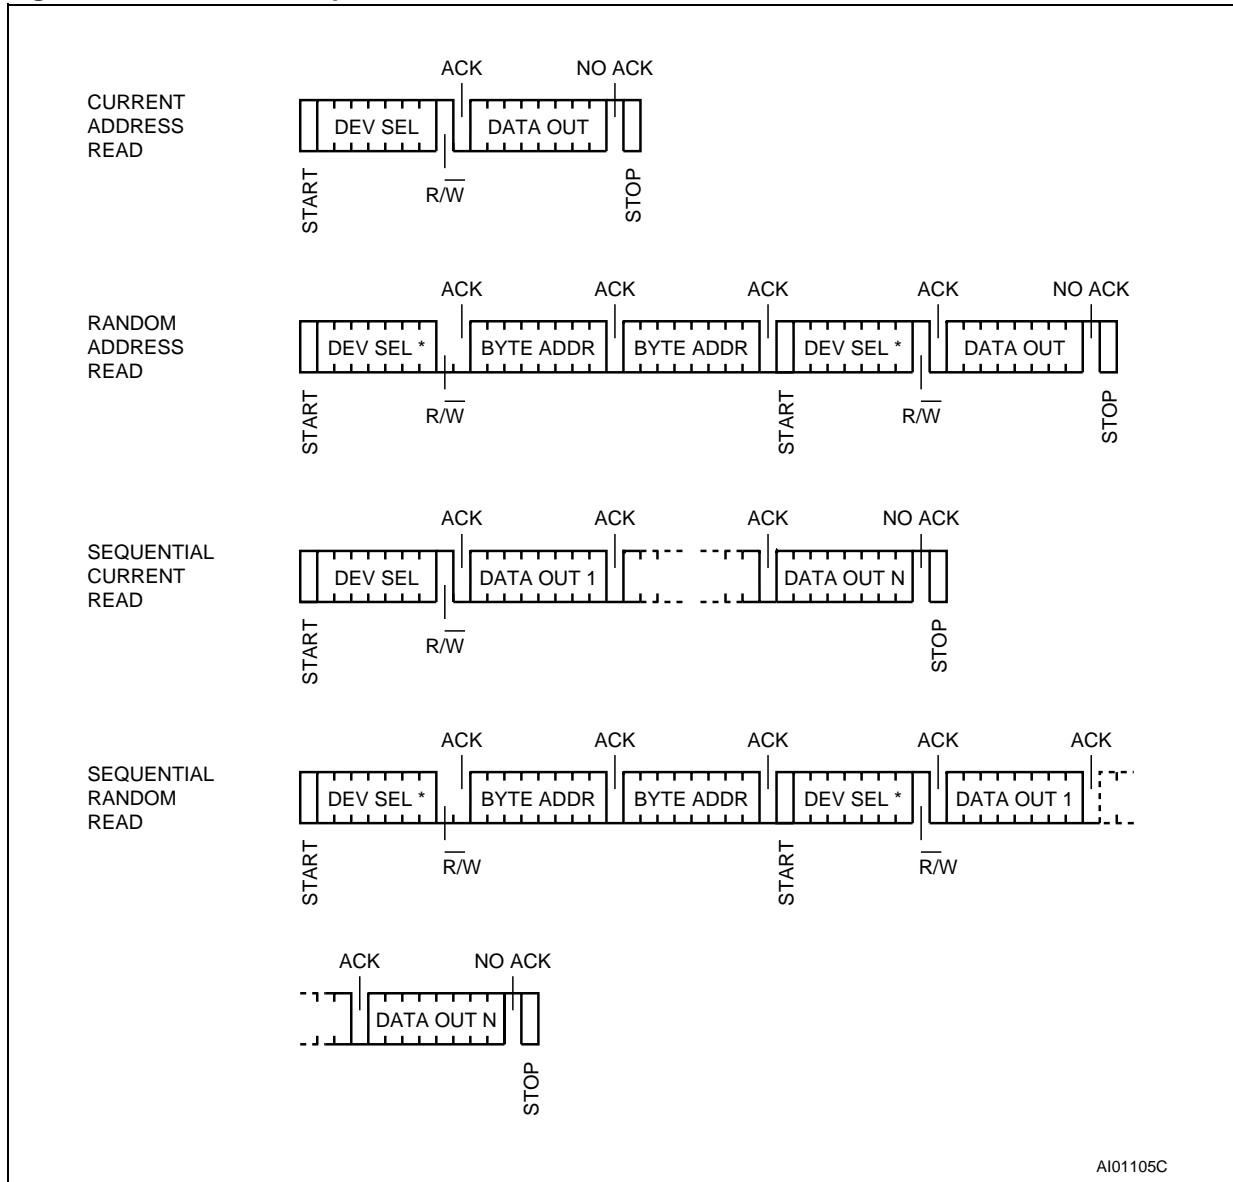 ACK NO ACK
CURRENT
ADDRESS
READ
DEV SEL DATA OUT
START R/W̅ STOP
ACK ACK ACK ACK NO ACK
RANDOM
ADDRESS
READ
DEV SEL * BYTE ADDR BYTE ADDR DEV SEL * DATA OUT
START R/W̅ START R/W̅ STOP
ACK ACK ACK NO ACK
SEQUENTIAL
CURRENT
READ
DEV SEL DATA OUT 1 DATA OUT N
START R/W̅ STOP
ACK ACK ACK ACK ACK
SEQUENTIAL
RANDOM
READ
DEV SEL * BYTE ADDR BYTE ADDR DEV SEL * DATA OUT 1
START R̅/W START R̅/W
ACK NO ACK
DATA OUT N
STOP
AI01105C